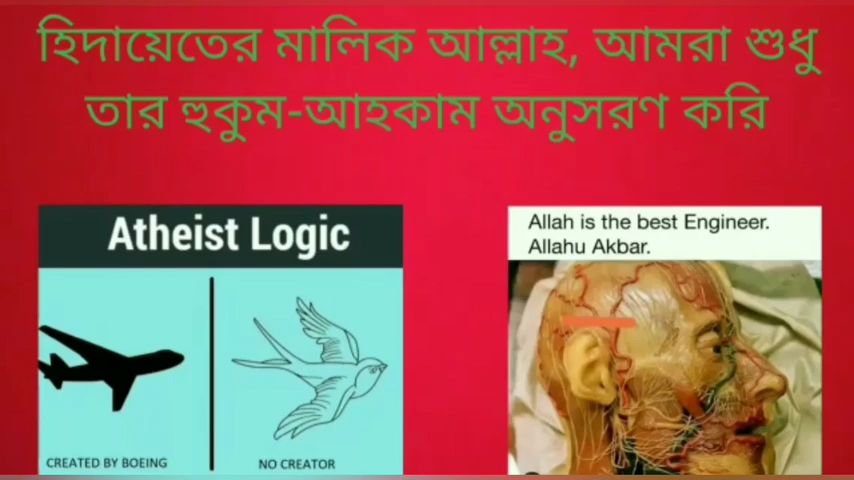 হিদায়েতের মালিক আল্লাহ, আমরা শুধু
তার হুকুম-আহকাম অনুসরণ করি
Atheist Logic
CREATED BY BOEING
NO CREATOR
Allah is the best Engineer.
Allahu Akbar.